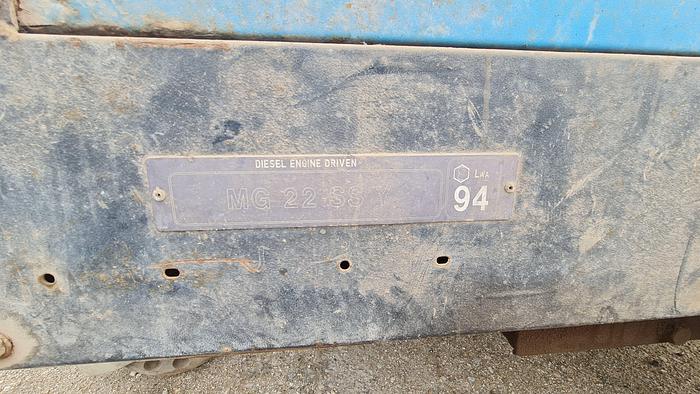 DIESEL ENGINE DRIVEN
MG 22 SS
LWA
94